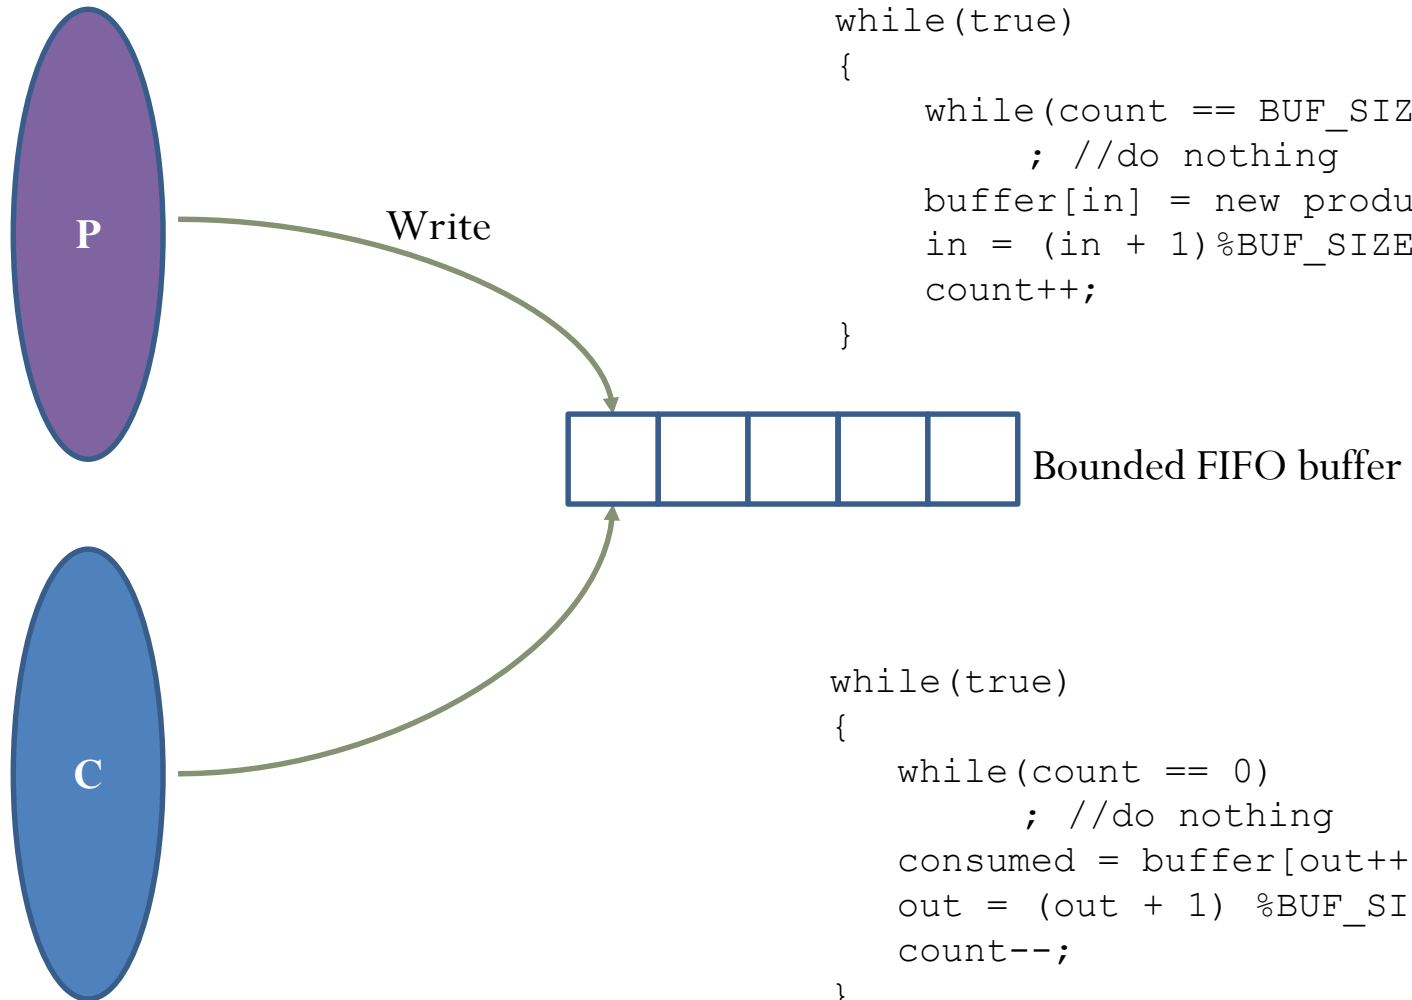 while(true)
{
while(count == BUF_SIZ
; //do nothing
buffer[in] = new produ
in = (in + 1)%BUF_SIZE
count++;
}
P
Write
Bounded FIFO buffer
C
while(true)
{
while(count == 0)
; //do nothing
consumed = buffer[out++
out = (out + 1) %BUF_SI
count--;
}